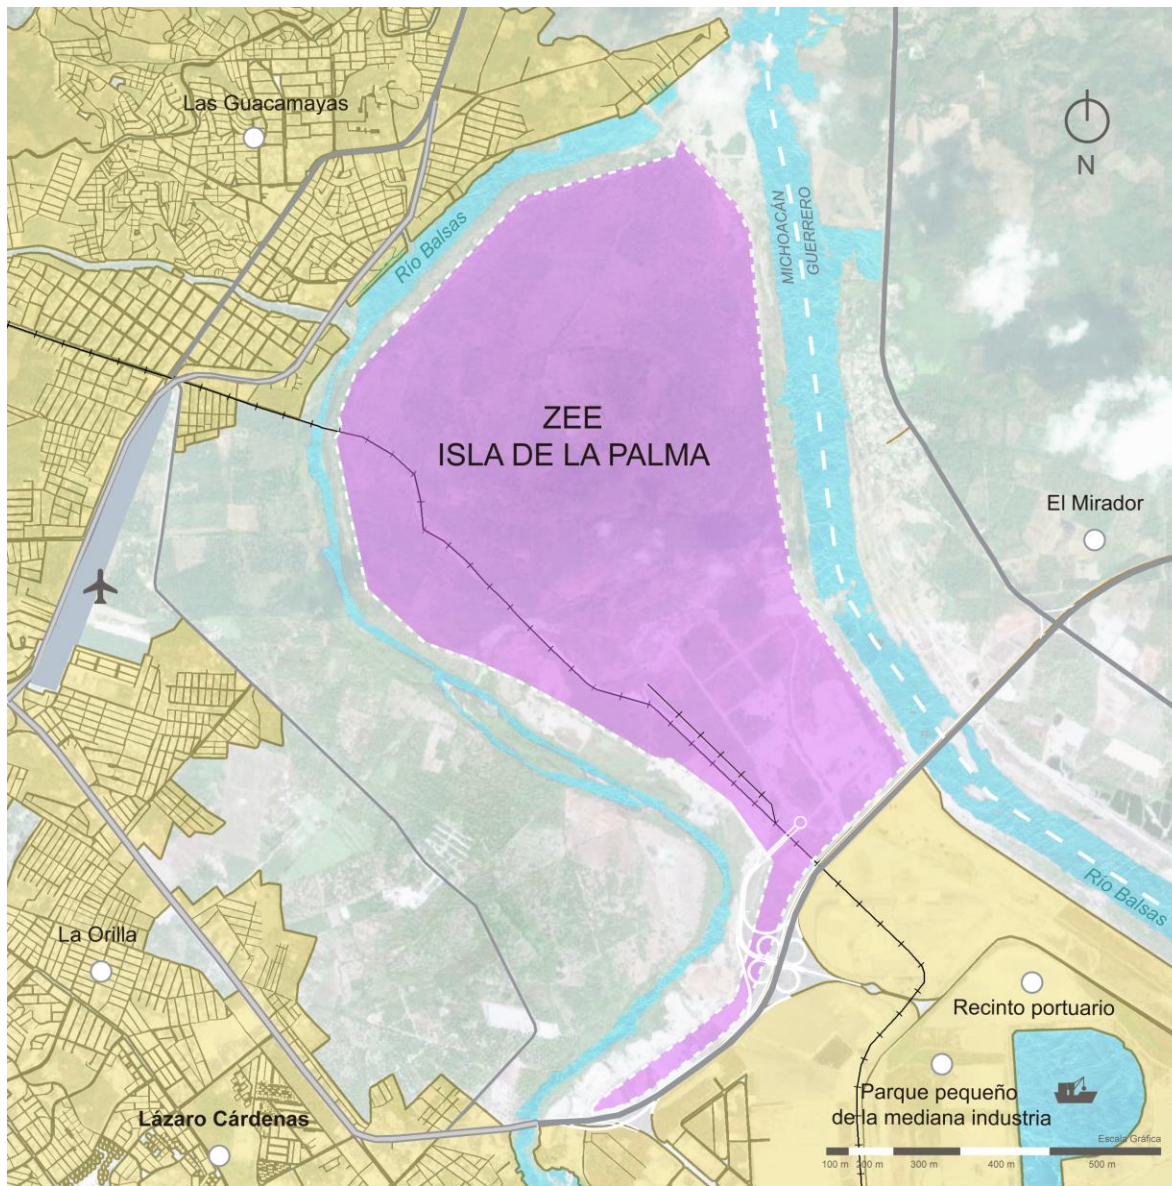 Las Guacamayas
N
Río Balsas
MICHOACÁN
GUERRERO
ZEE
ISLA DE LA PALMA
El Mirador
Río Balsas
La Orilla
Recinto portuario
Parque pequeño
de la mediana industria
Lázaro Cárdenas
Escala Gráfica
100 m 200 m 300 m 400 m 500 m